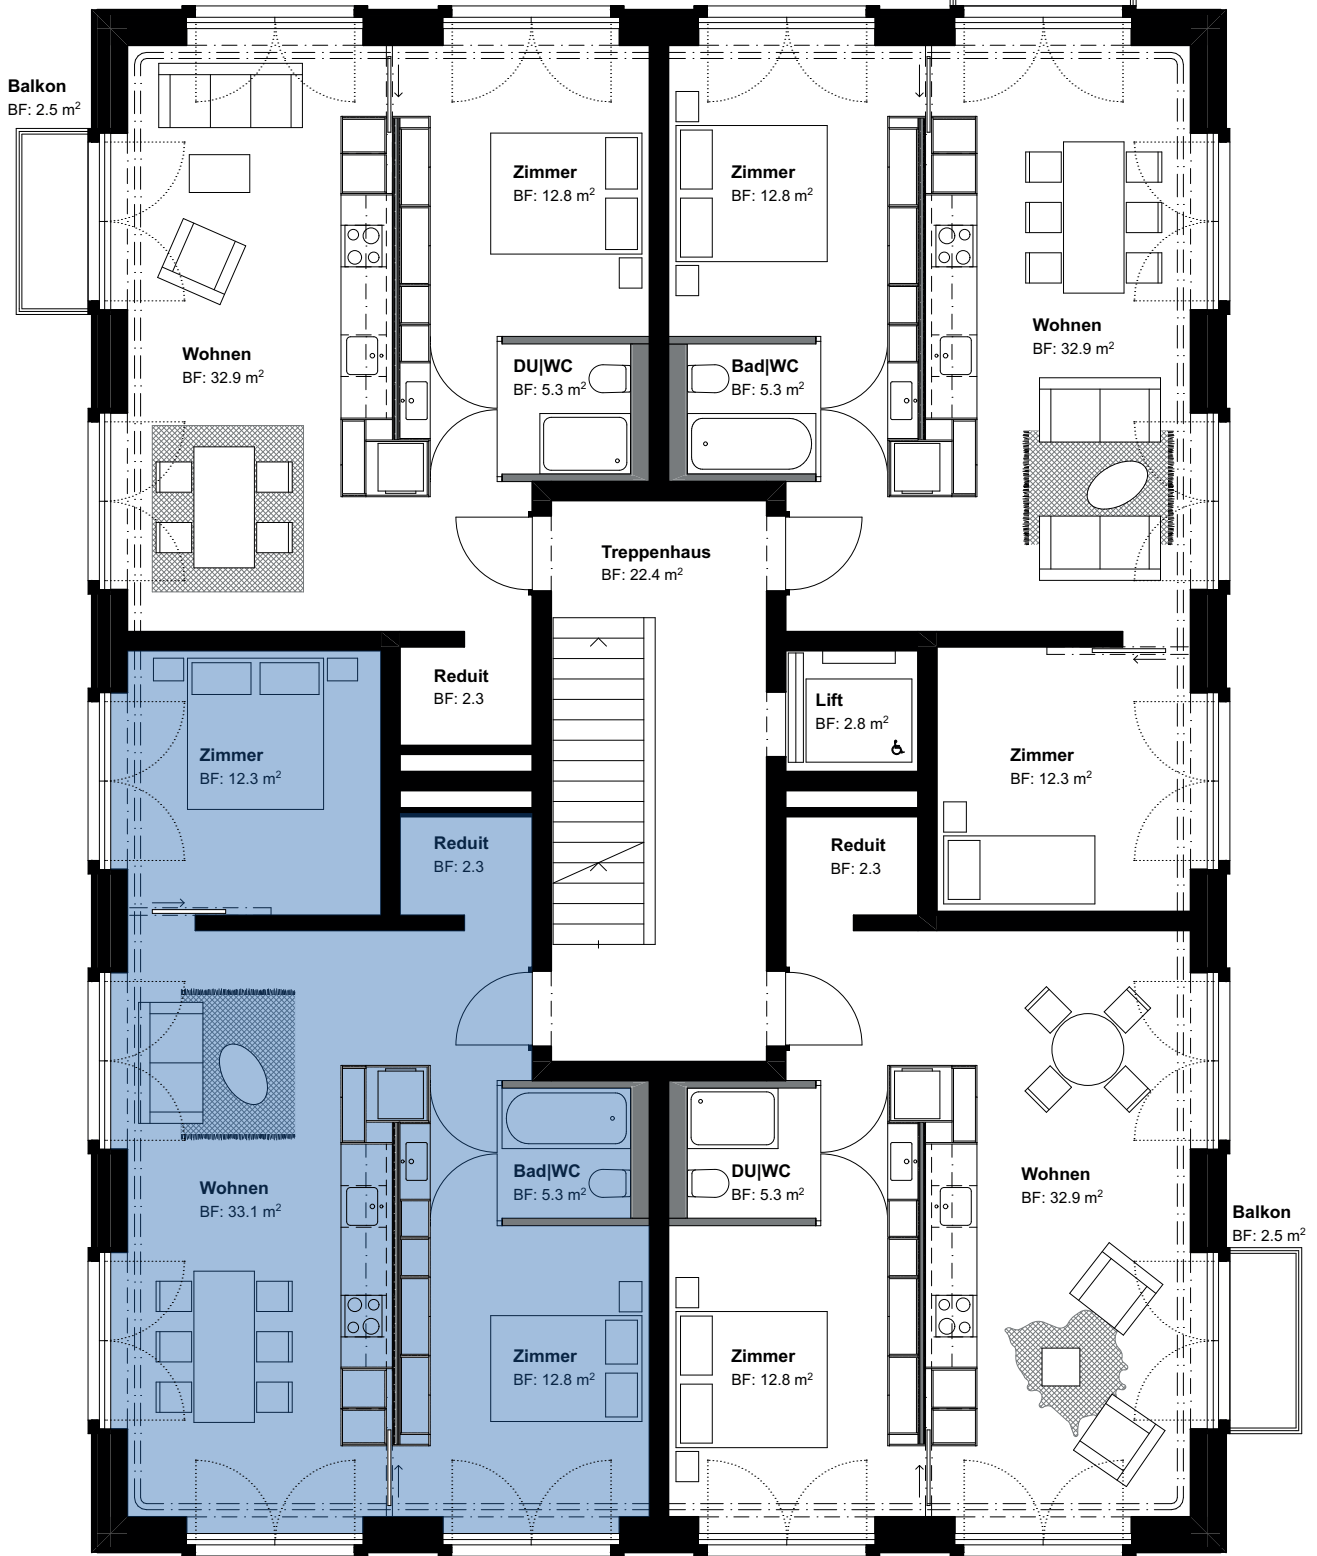 Balkon
BF: 2.5 m²
Zimmer
BF: 12.8 m²
Zimmer
BF: 12.8 m²
Wohnen
BF: 32.9 m²
Wohnen
BF: 32.9 m²
DU|WC
BF: 5.3 m²
Bad|WC
BF: 5.3 m²
Treppenhaus
BF: 22.4 m²
Reduit
BF: 2.3
Lift
BF: 2.8 m²
Zimmer
BF: 12.3 m²
Zimmer
BF: 12.3 m²
Reduit
BF: 2.3
Reduit
BF: 2.3
Wohnen
BF: 33.1 m²
Bad|WC
BF: 5.3 m²
DU|WC
BF: 5.3 m²
Wohnen
BF: 32.9 m²
Balkon
BF: 2.5 m²
Zimmer
BF: 12.8 m²
Zimmer
BF: 12.8 m²